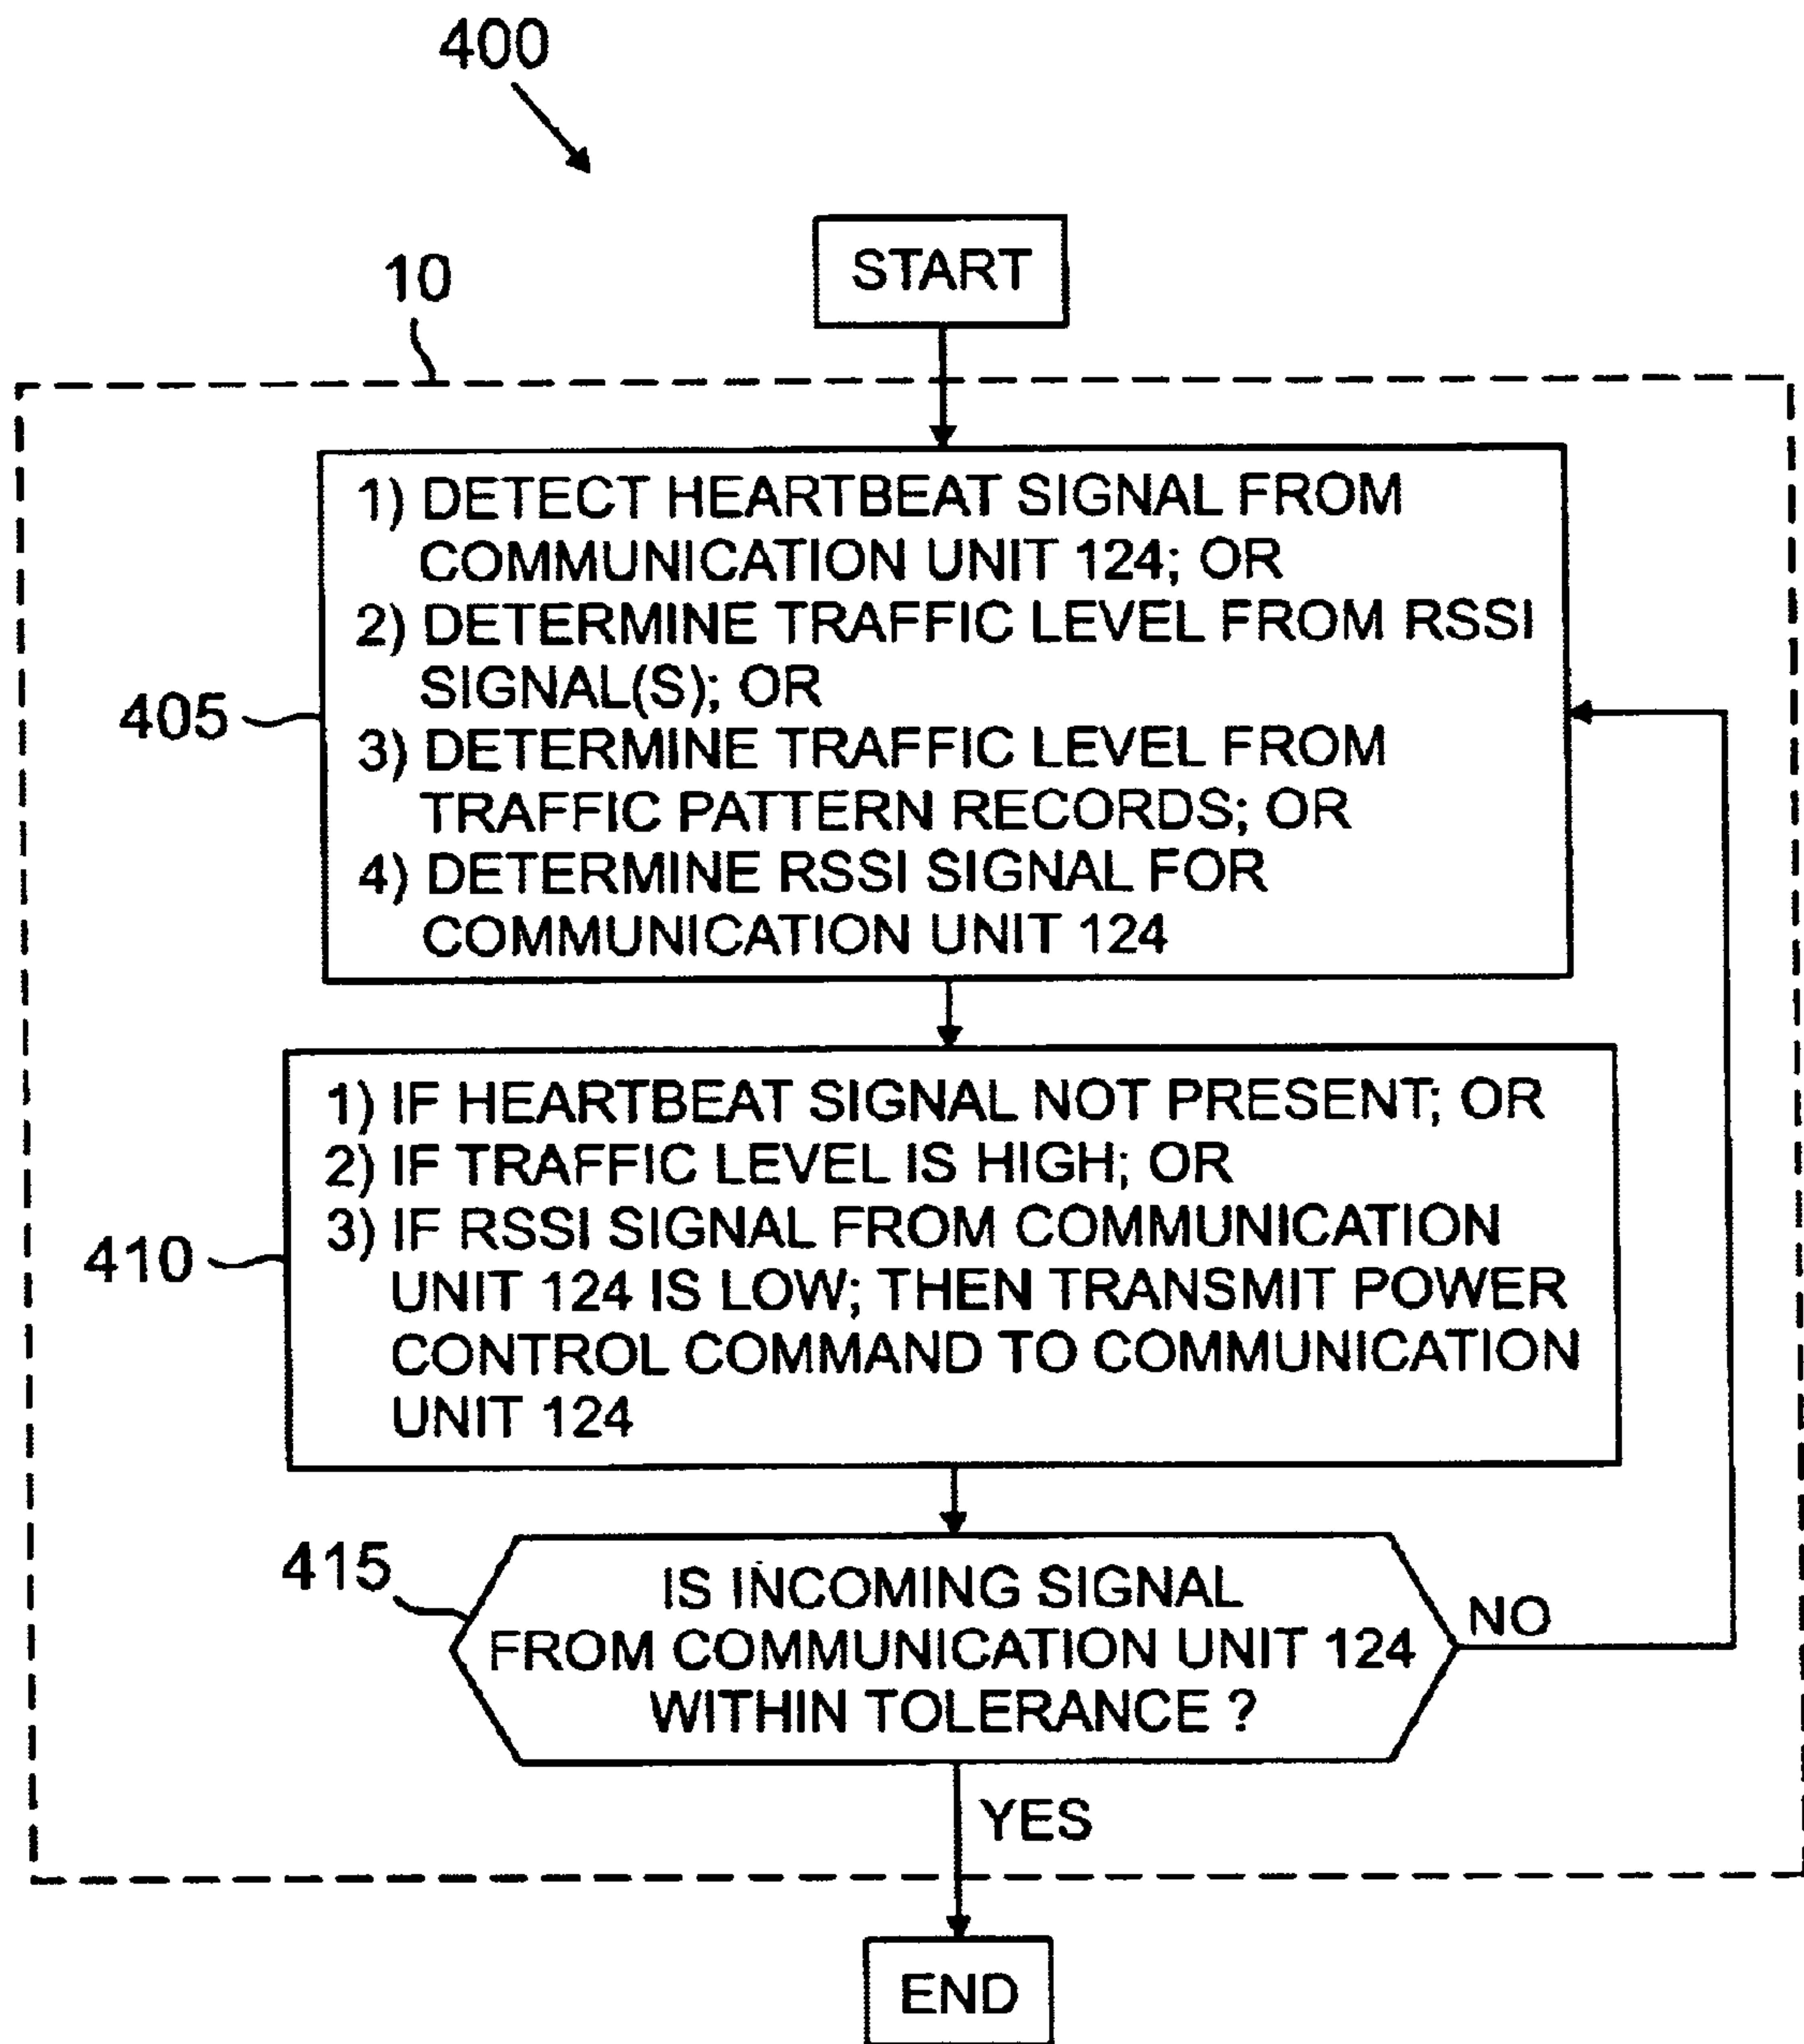 400
START
10
1) DETECT HEARTBEAT SIGNAL FROM
COMMUNICATION UNIT 124; OR
2) DETERMINE TRAFFIC LEVEL FROM RSSI
SIGNAL(S); OR
3) DETERMINE TRAFFIC LEVEL FROM
TRAFFIC PATTERN RECORDS; OR
4) DETERMINE RSSI SIGNAL FOR
COMMUNICATION UNIT 124
405
1) IF HEARTBEAT SIGNAL NOT PRESENT; OR
2) IF TRAFFIC LEVEL IS HIGH; OR
3) IF RSSI SIGNAL FROM COMMUNICATION
UNIT 124 IS LOW; THEN TRANSMIT POWER
CONTROL COMMAND TO COMMUNICATION
UNIT 124
410
415
IS INCOMING SIGNAL
FROM COMMUNICATION UNIT 124
WITHIN TOLERANCE ?
NO
YES
END